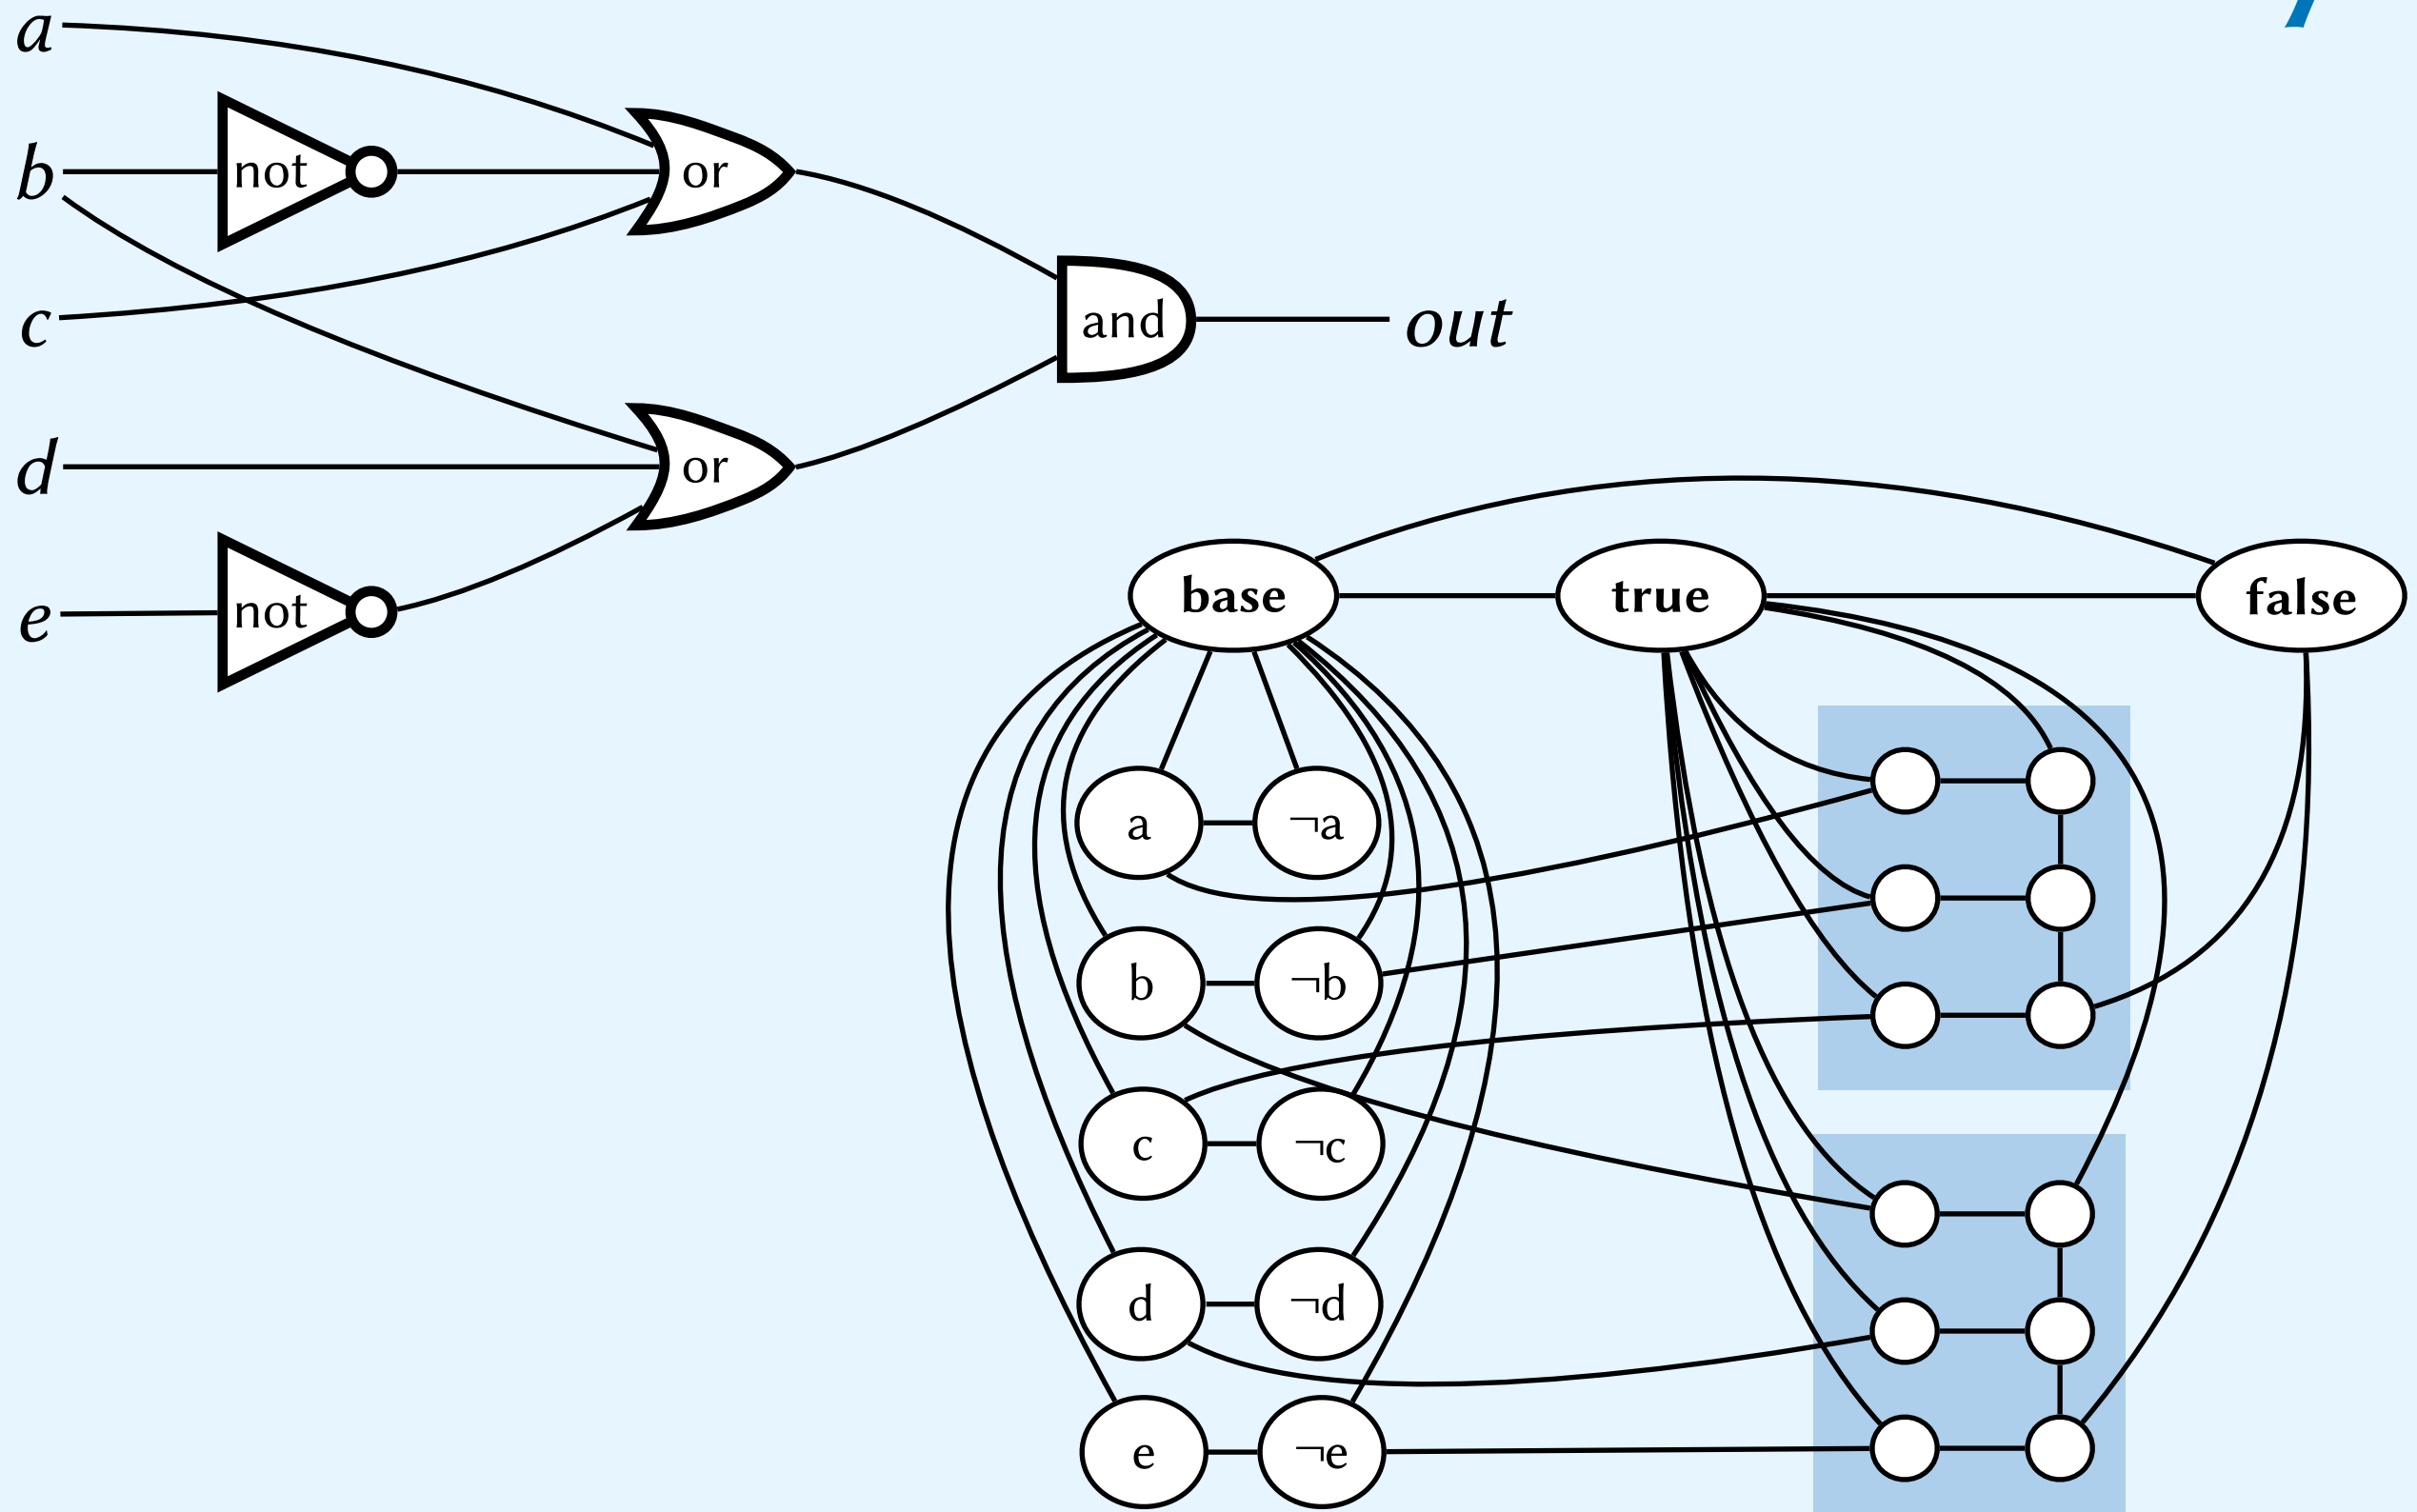 a
b
not
or
c
and
out
d
or
e
not
base
true
false
a
¬a
b
¬b
c
¬c
d
¬d
e
¬e